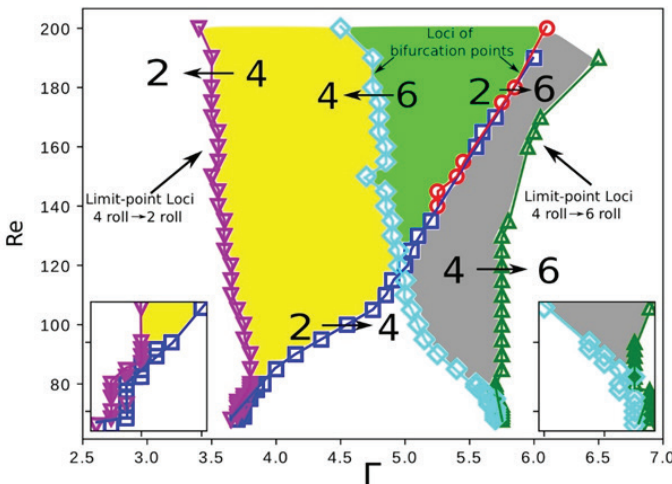 200
180
160
140
120
100
80
Re
2.5
3.0
3.5
4.0
4.5
5.0
5.5
6.0
6.5
7.0
Γ
Loci of
bifurcation points
2 4
4 6
2 6
Limit-point Loci
4 roll→2 roll
Limit-point Loci
4 roll→6 roll
4 6
2 4